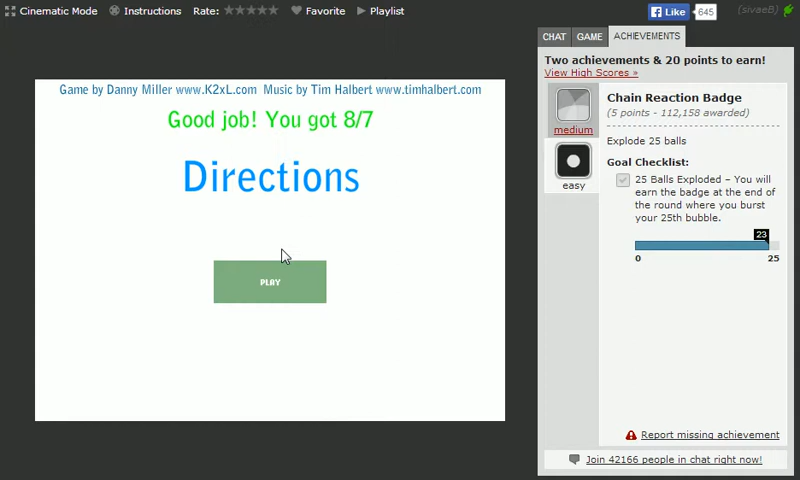 Cinematic Mode Instructions Rate: Favorite Playlist
Like 645 (sivaeB)
CHAT GAME ACHIEVEMENTS
Two achievements & 20 points to earn!
View High Scores »
Game by Danny Miller www.K2xL.com Music by Tim Halbert www.timhalbert.com
Good job! You got 8/7
Directions
PLAY
medium
easy
Chain Reaction Badge
(5 points - 112,158 awarded)
Explode 25 balls
Goal Checklist:
25 Balls Exploded – You will
earn the badge at the end of
the round where you burst
your 25th bubble.
23
0 25
Report missing achievement
Join 42166 people in chat right now!